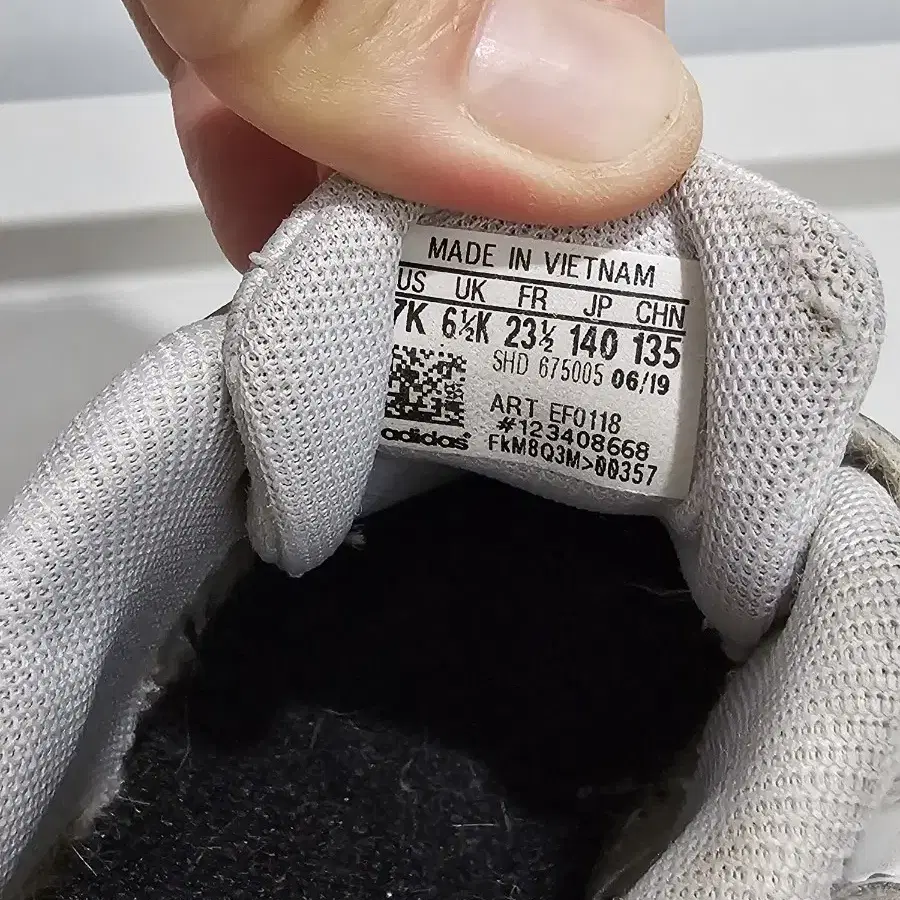 MADE IN VIETNAM
US UK FR JP CHN
7K 6½K 23½ 140 135
SHD 675005 06/19
ART EF0118
#123408668
adidas FkM8Q3M>00357